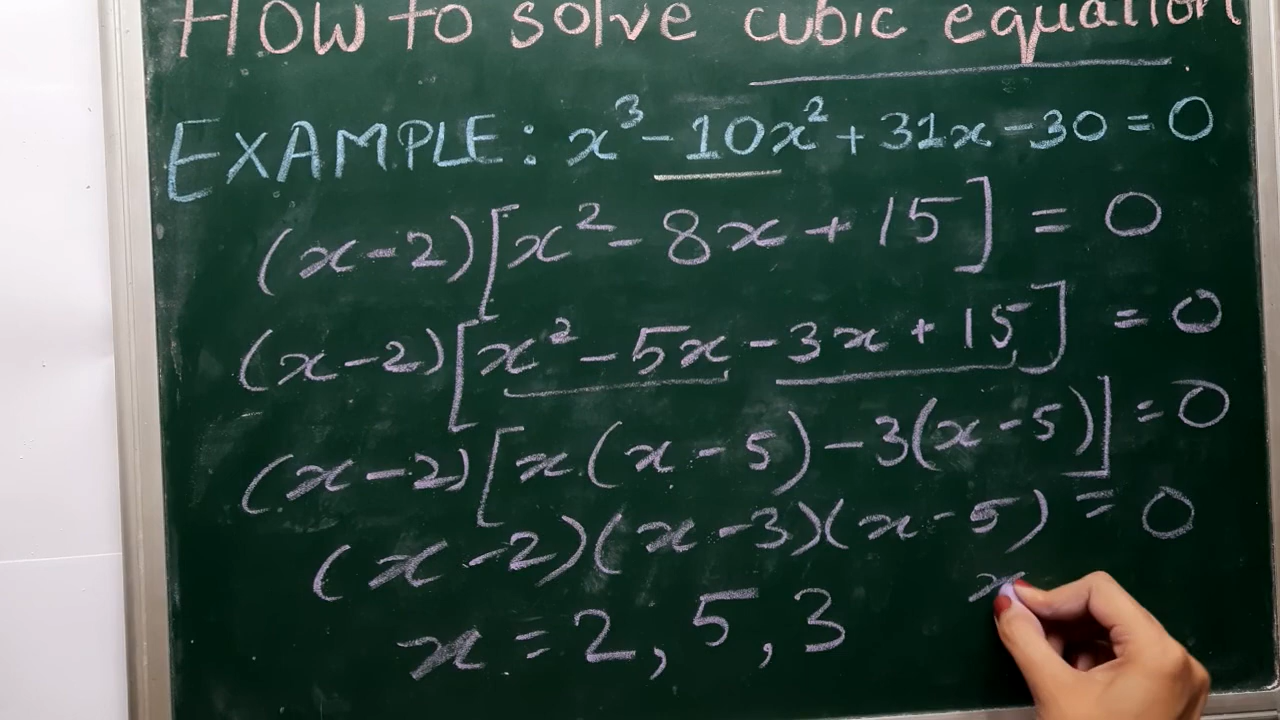 How to solve cubic equation
EXAMPLE: x³ - 10x² + 31x - 30 = 0
(x-2)[x² - 8x + 15] = 0
(x-2)[x² - 5x - 3x + 15] = 0
(x-2)[x(x-5) - 3(x-5)] = 0
(x-2)(x-3)(x-5) = 0
x = 2, 5, 3 x